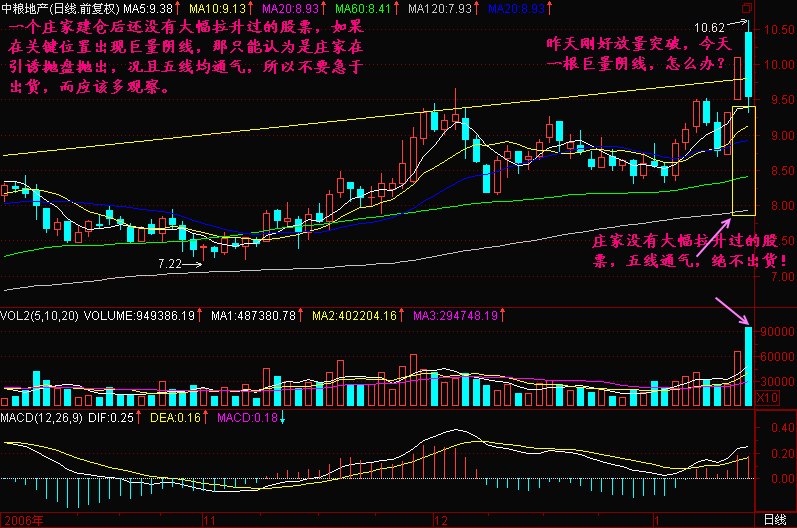 中粮地产(日线.前复权) MA5:9.38↑ MA10:9.13↑ MA20:8.93↑ MA60:8.41↑ MA120:7.93↑ MA20:8.93↑
一个庄家建仓后还没有大幅拉升过的股票，如果
在关键位置出现巨量阴线，那只能认为是庄家在
引诱抛盘抛出，况且五线均通气，所以不要急于
出货，而应该多观察。
10.62
昨天刚好放量突破，今天
一根巨量阴线，怎么办？
10.50
10.00
9.50
9.00
8.50
8.00
7.50
7.00
庄家没有大幅拉升过的股
票，五线通气，绝不出货！
7.22
VOL2(5,10,20) VOLUME:949386.19↑ MA1:487380.78↑ MA2:402204.16↑ MA3:294748.19↑
90000
60000
30000
X10
MACD(12,26,9) DIF:0.25↑ DEA:0.16↑ MACD:0.18↓
0.40
0.20
0.00
2006年 11 12 1 日线